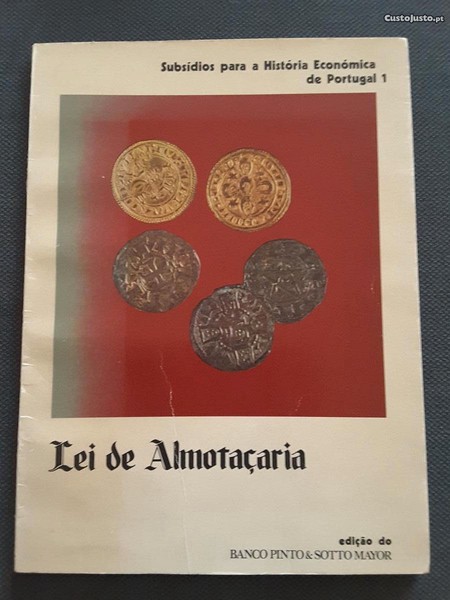 CustoJusto.pt
Subsídios para a História Económica
de Portugal 1
Lei de Almotaçaria
edição do
BANCO PINTO & SOTTO MAYOR